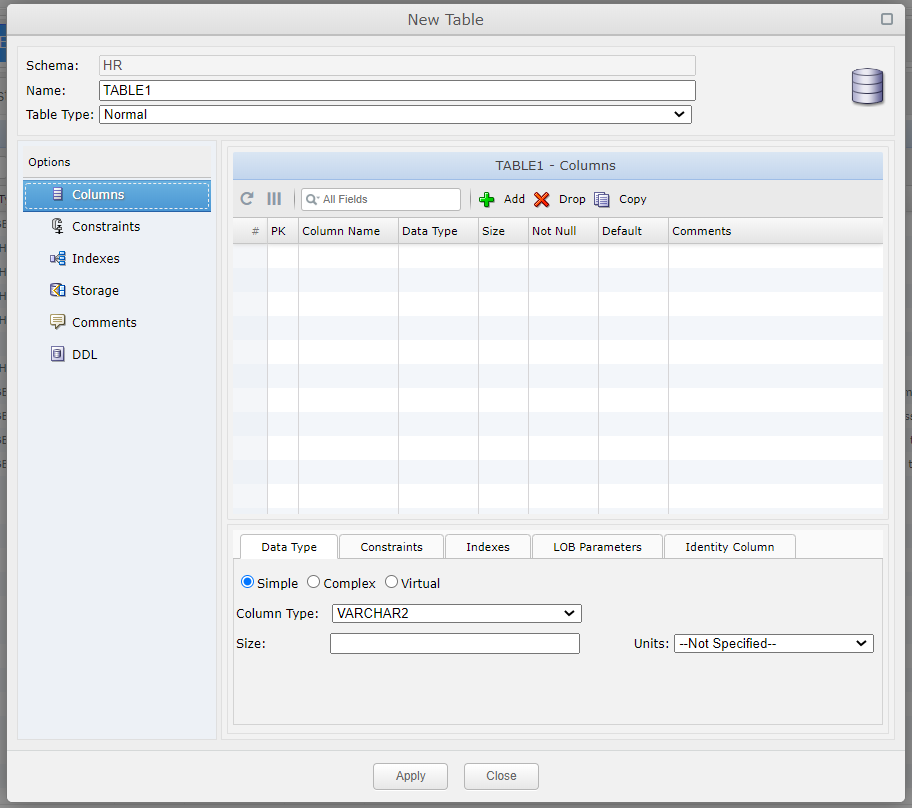 New Table
Schema: HR
Name: TABLE1
Table Type: Normal
Options
Columns
Constraints
Indexes
Storage
Comments
DDL
TABLE1 - Columns
All Fields Add Drop Copy
# PK Column Name Data Type Size Not Null Default Comments
Data Type Constraints Indexes LOB Parameters Identity Column
Simple Complex Virtual
Column Type: VARCHAR2
Size: Units: --Not Specified--
Apply Close